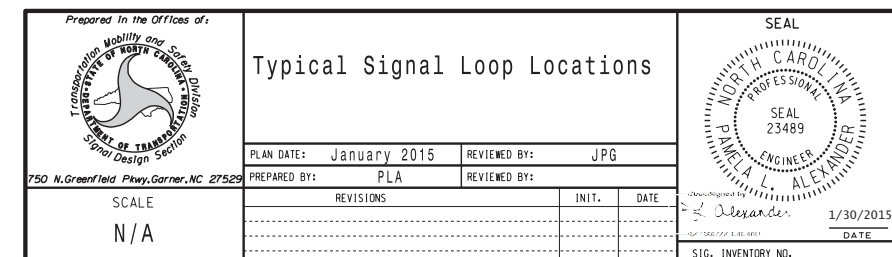 Prepared in the Offices of:
Transportation Mobility and Safety Division
STATE OF NORTH CAROLINA
DEPARTMENT OF TRANSPORTATION
Signal Design Section
750 N.Greenfield Pkwy,Garner,NC 27529
SCALE
N/A
Typical Signal Loop Locations
PLAN DATE: January 2015 REVIEWED BY: JPG
PREPARED BY: PLA REVIEWED BY:
REVISIONS INIT. DATE
SEAL
NORTH CAROLINA
PROFESSIONAL
SEAL
23489
ENGINEER
PAMELA L. ALEXANDER
DocuSigned by
Alexander
1/30/2015
DATE
SIG. INVENTORY NO.